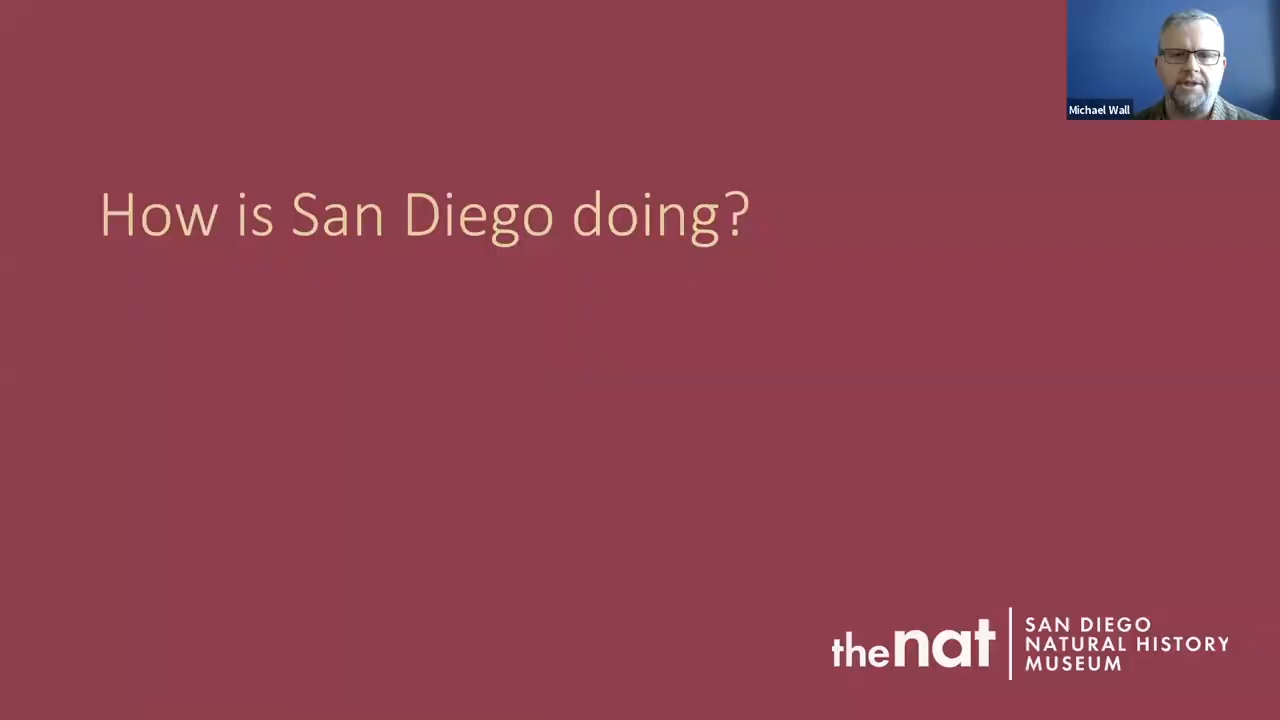 Michael Wall
How is San Diego doing?
thenat
SAN DIEGO
NATURAL HISTORY
MUSEUM